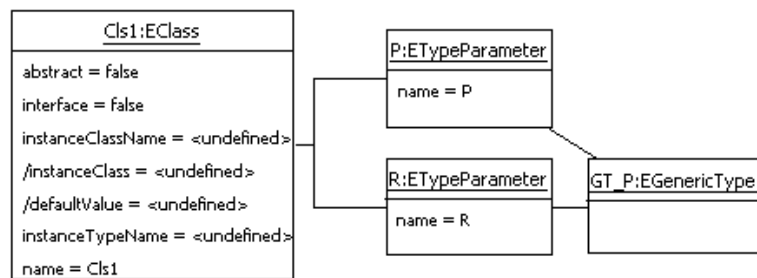 Cls1:EClass
abstract = false
interface = false
instanceClassName = <undefined>
/instanceClass = <undefined>
/defaultValue = <undefined>
instanceTypeName = <undefined>
name = Cls1
P:ETypeParameter
name = P
R:ETypeParameter
name = R
GT_P:EGenericType